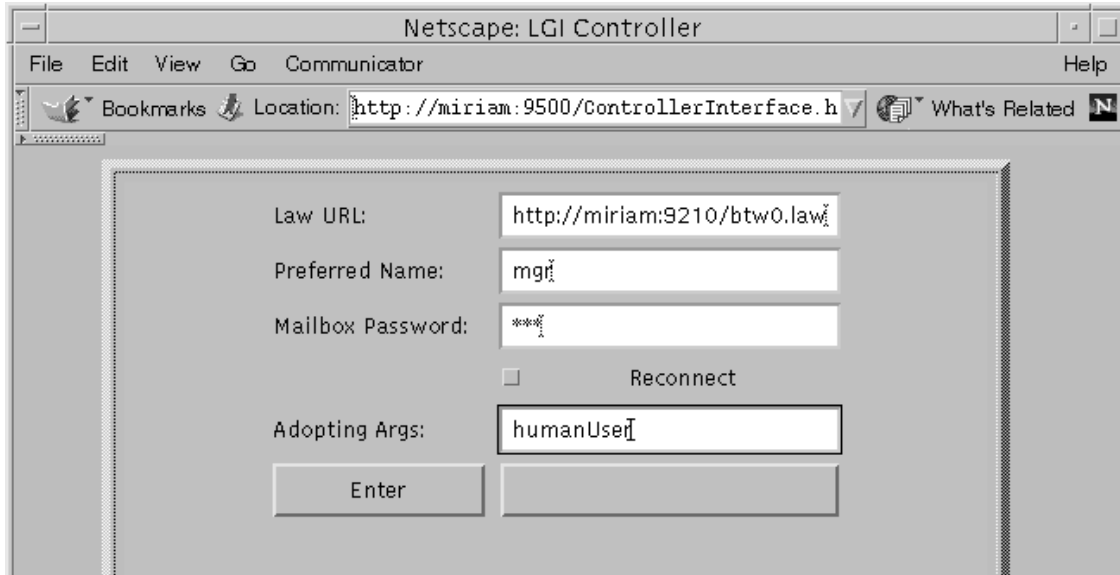 Netscape: LGI Controller
File Edit View Go Communicator Help
Bookmarks Location: http://miriam:9500/ControllerInterface.h What's Related N
Law URL: http://miriam:9210/btw0.law
Preferred Name: mgr
Mailbox Password: ***
Reconnect
Adopting Args: humanUser
Enter